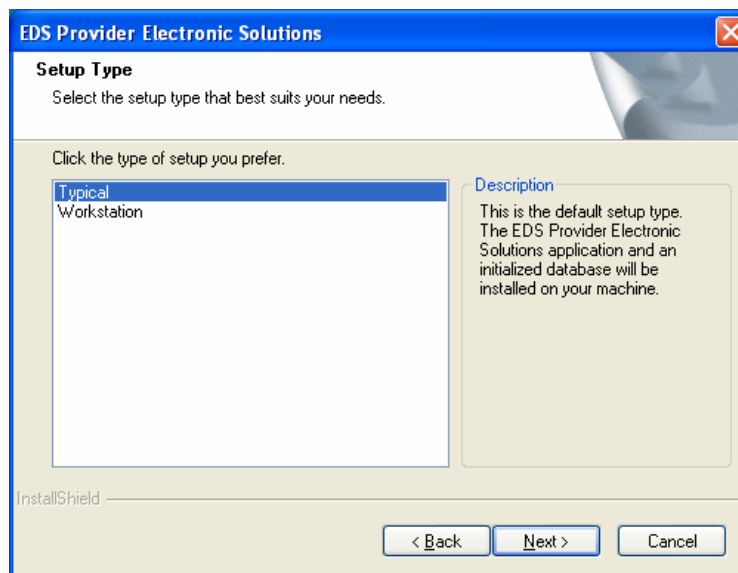 EDS Provider Electronic Solutions
Setup Type
Select the setup type that best suits your needs.
Click the type of setup you prefer.
Typical
Workstation
Description
This is the default setup type.
The EDS Provider Electronic
Solutions application and an
initialized database will be
installed on your machine.
InstallShield
< Back
Next >
Cancel